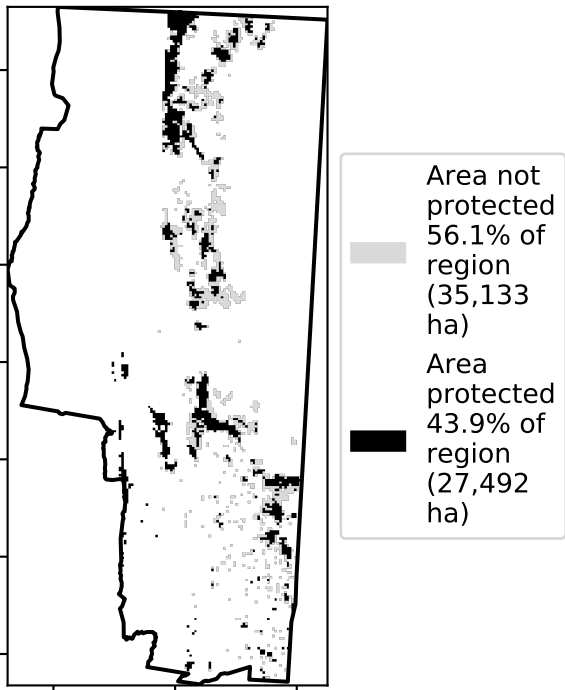 Area not
protected
56.1% of
region
(35,133
ha)
Area
protected
43.9% of
region
(27,492
ha)